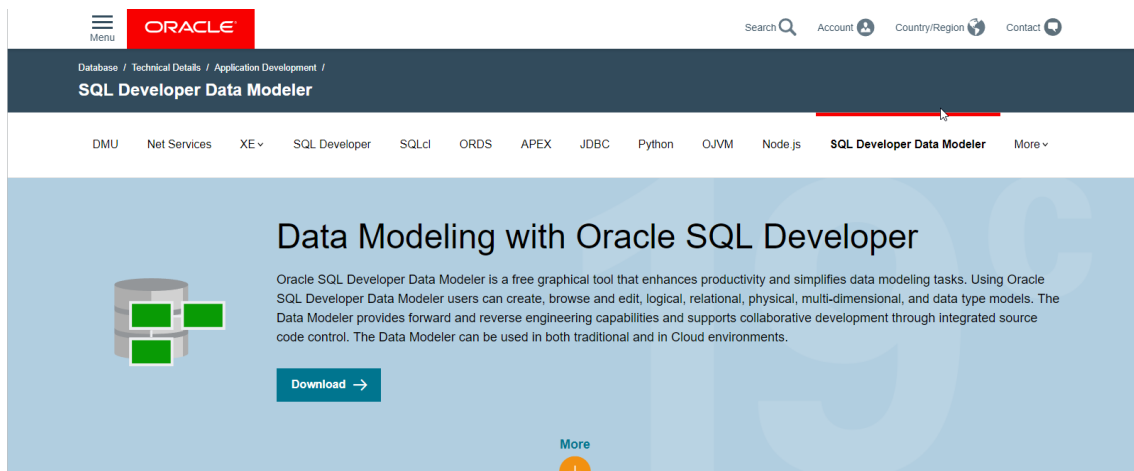 Menu
ORACLE
Search
Account
Country/Region
Contact
Database / Technical Details / Application Development /
SQL Developer Data Modeler
DMU Net Services XE SQL Developer SQLcl ORDS APEX JDBC Python OJVM Node.js SQL Developer Data Modeler More
19c
Data Modeling with Oracle SQL Developer
Oracle SQL Developer Data Modeler is a free graphical tool that enhances productivity and simplifies data modeling tasks. Using Oracle
SQL Developer Data Modeler users can create, browse and edit, logical, relational, physical, multi-dimensional, and data type models. The
Data Modeler provides forward and reverse engineering capabilities and supports collaborative development through integrated source
code control. The Data Modeler can be used in both traditional and in Cloud environments.
Download →
More